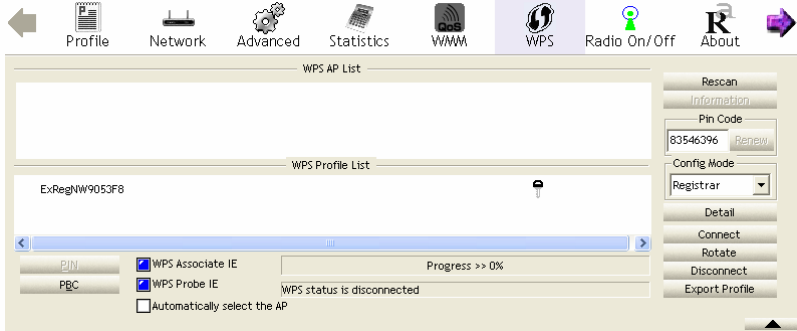 Profile Network Advanced Statistics WMM WPS Radio On/Off About
WPS AP List
Rescan
Information
Pin Code
83546396 Renew
WPS Profile List
Config Mode
ExRegNW9053F8
Registrar
Detail
Connect
PIN WPS Associate IE Progress >> 0% Rotate
PBC WPS Probe IE WPS status is disconnected Disconnect
Automatically select the AP Export Profile